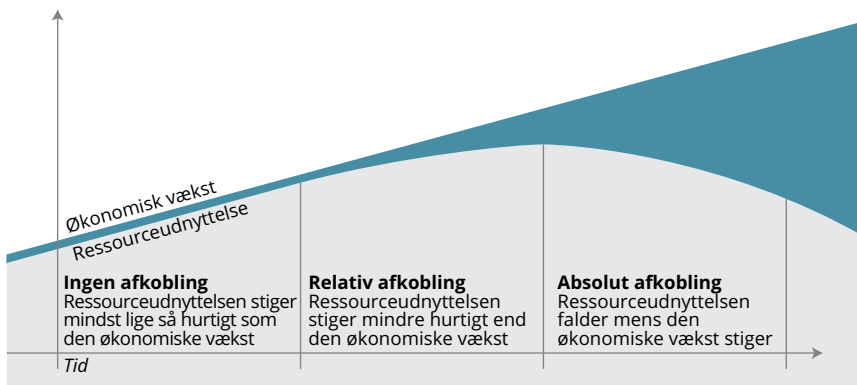 Økonomisk vækst
Ressourceudnyttelse
Ingen afkobling
Ressourceudnyttelsen stiger
mindst lige så hurtigt som
den økonomiske vækst
Relativ afkobling
Ressourceudnyttelsen
stiger mindre hurtigt end
den økonomiske vækst
Absolut afkobling
Ressourceudnyttelsen
falder mens den
økonomiske vækst stiger
Tid